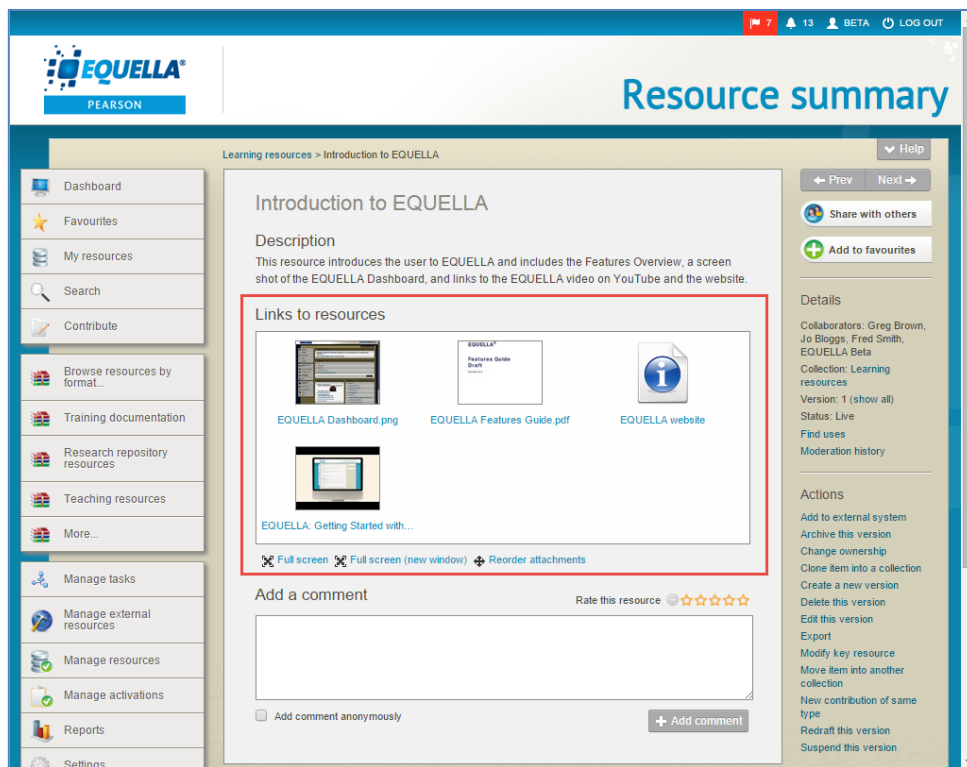 7 13 BETA LOG OUT
EQUELLA®
PEARSON
Resource summary
Learning resources > Introduction to EQUELLA
Help
Dashboard
Favourites
My resources
Search
Contribute
Browse resources by
format...
Training documentation
Research repository
resources
Teaching resources
More...
Manage tasks
Manage external
resources
Manage resources
Manage activations
Reports
Settings
Introduction to EQUELLA
Description
This resource introduces the user to EQUELLA and includes the Features Overview, a screen
shot of the EQUELLA Dashboard, and links to the EQUELLA video on YouTube and the website.
Links to resources
EQUELLA®
Features Guide
Draft
EQUELLA Dashboard.png
EQUELLA Features Guide.pdf
EQUELLA website
EQUELLA: Getting Started with...
Full screen Full screen (new window) Reorder attachments
Add a comment
Rate this resource
Add comment anonymously
Add comment
Prev Next
Share with others
Add to favourites
Details
Collaborators: Greg Brown,
Jo Bloggs, Fred Smith,
EQUELLA Beta
Collection: Learning
resources
Version: 1 (show all)
Status: Live
Find uses
Moderation history
Actions
Add to external system
Archive this version
Change ownership
Clone item into a collection
Create a new version
Delete this version
Edit this version
Export
Modify key resource
Move item into another
collection
New contribution of same
type
Redraft this version
Suspend this version